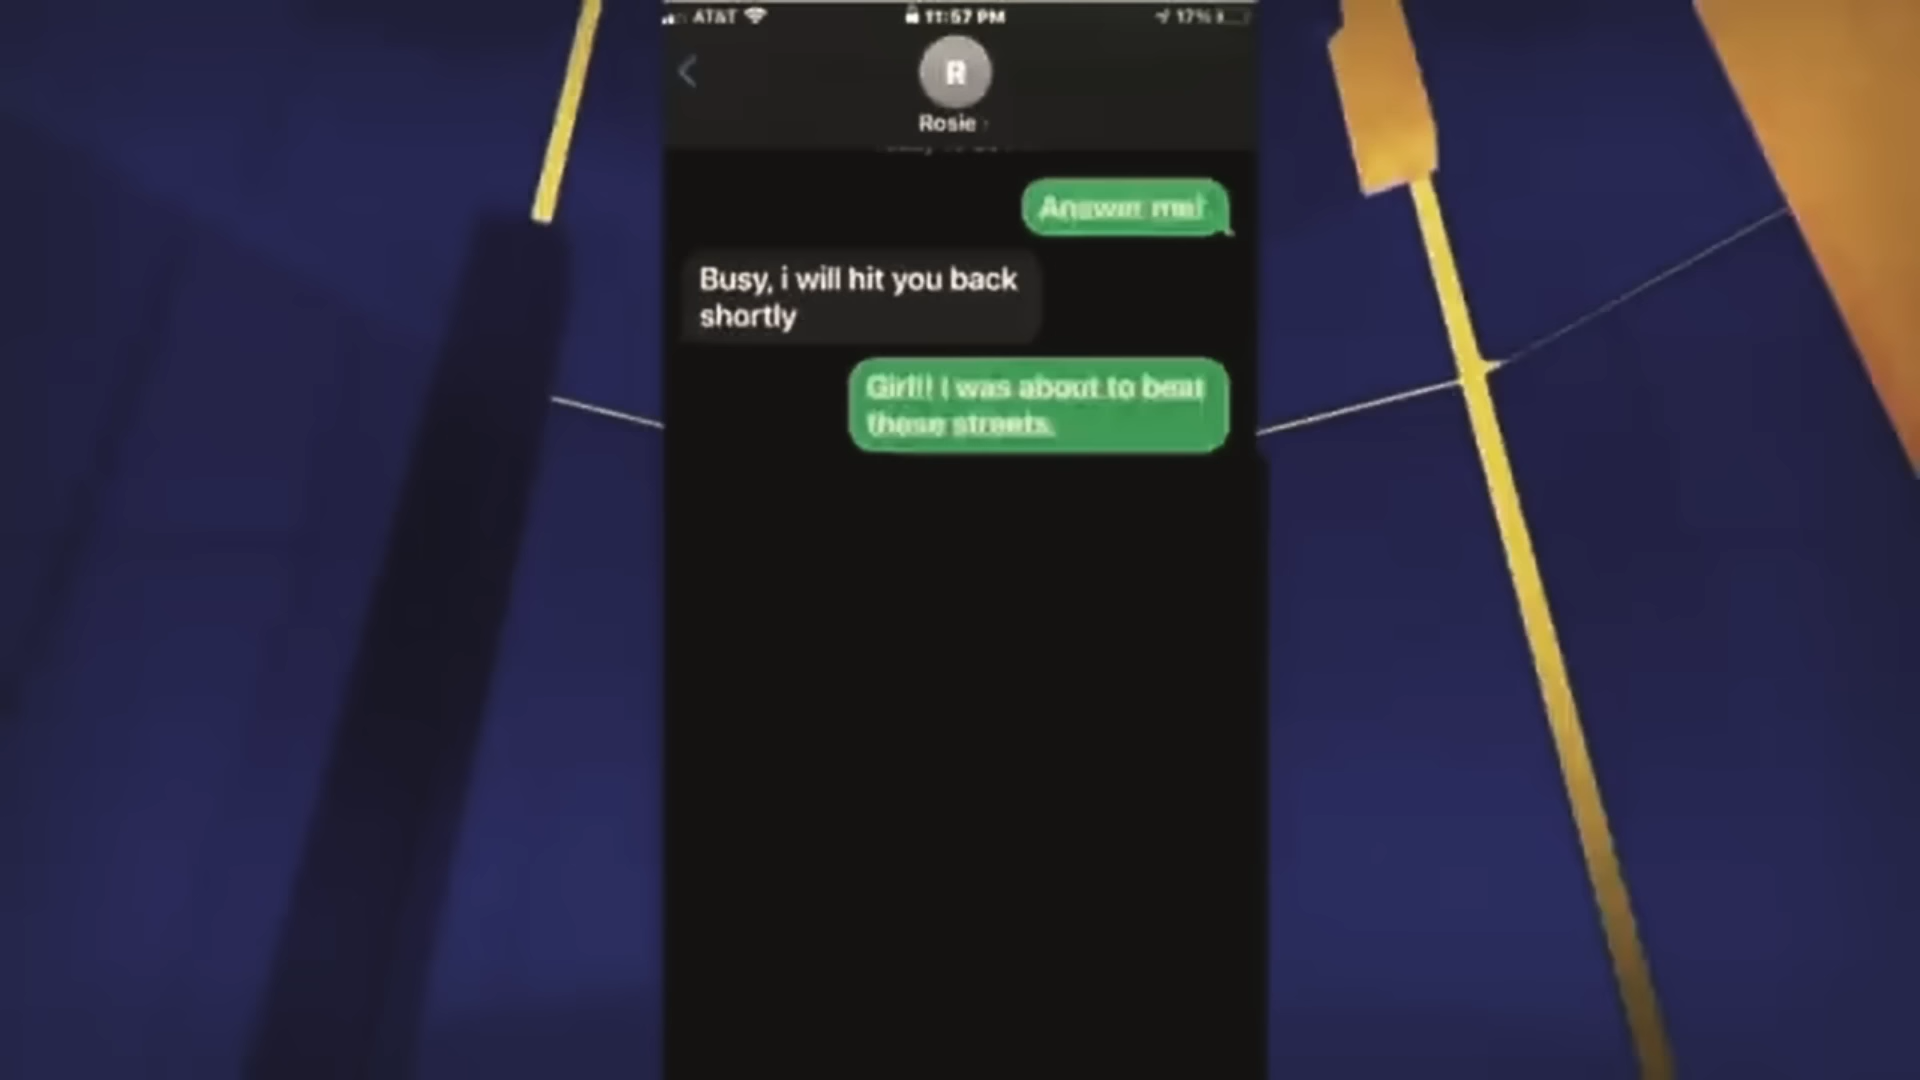 AT&T
11:57 PM
17%
R
Rosie
Answer me!
Busy, i will hit you back
shortly
Girl!! I was about to beat
these streets.